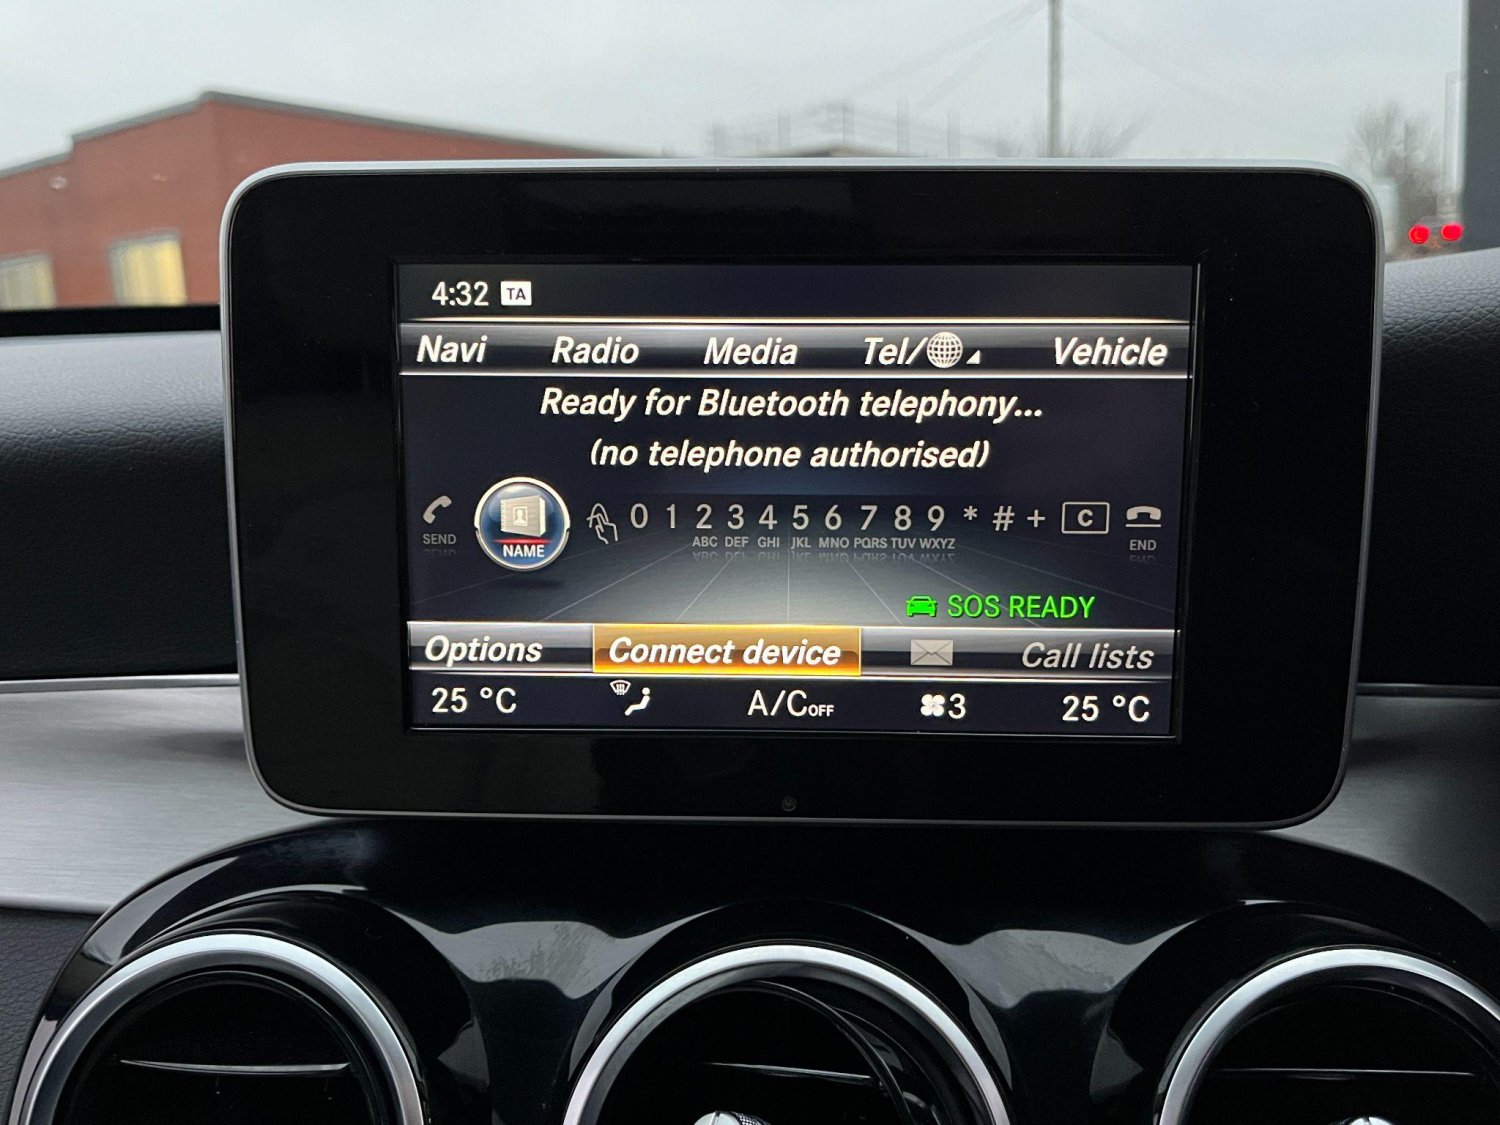 4:32 TA
Navi Radio Media Tel/ Vehicle
Ready for Bluetooth telephony...
(no telephone authorised)
SEND NAME 0 1 2 3 4 5 6 7 8 9 * # + C END
ABC DEF GHI JKL MNO PQRS TUV WXYZ
SOS READY
Options Connect device Call lists
25 °C A/COFF 3 25 °C